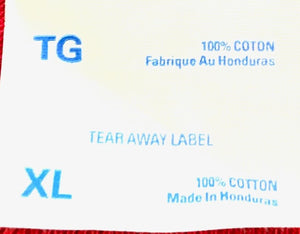 TG
100% COTON
Fabrique Au Honduras
TEAR AWAY LABEL
XL
100% COTTON
Made In Honduras